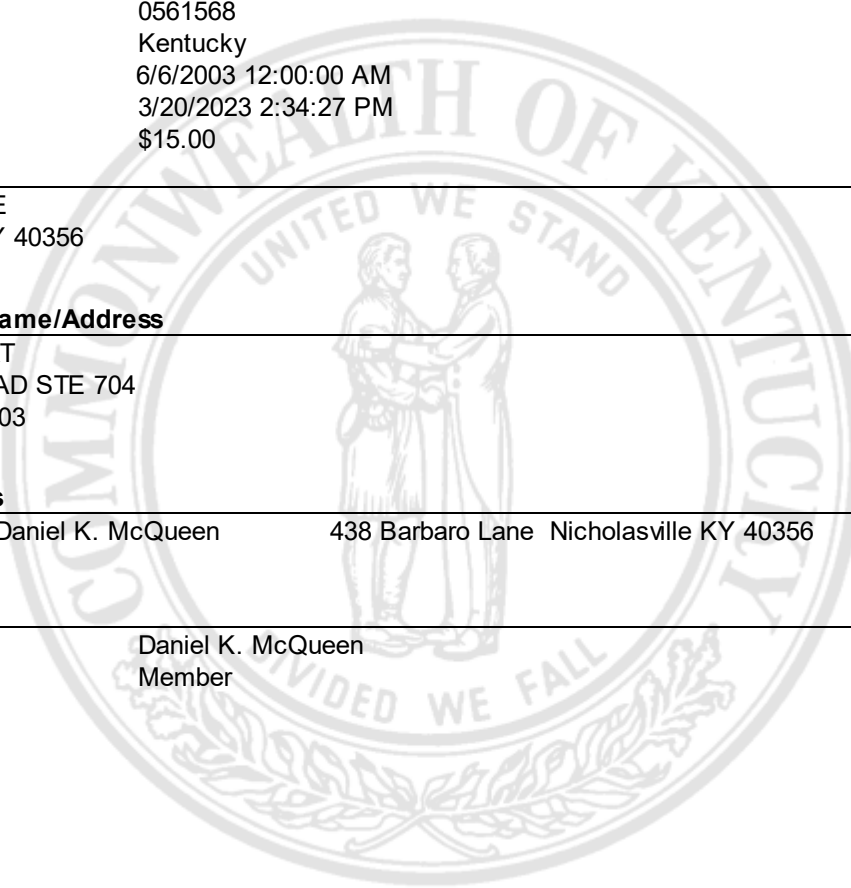 0561568
Kentucky
6/6/2003 12:00:00 AM
3/20/2023 2:34:27 PM
$15.00
E
Y 40356
ame/Address
T
AD STE 704
03
s
Daniel K. McQueen 438 Barbaro Lane Nicholasville KY 40356
Daniel K. McQueen
Member
COMMONWEALTH OF KENTUCKY
UNITED WE STAND
DIVIDED WE FALL